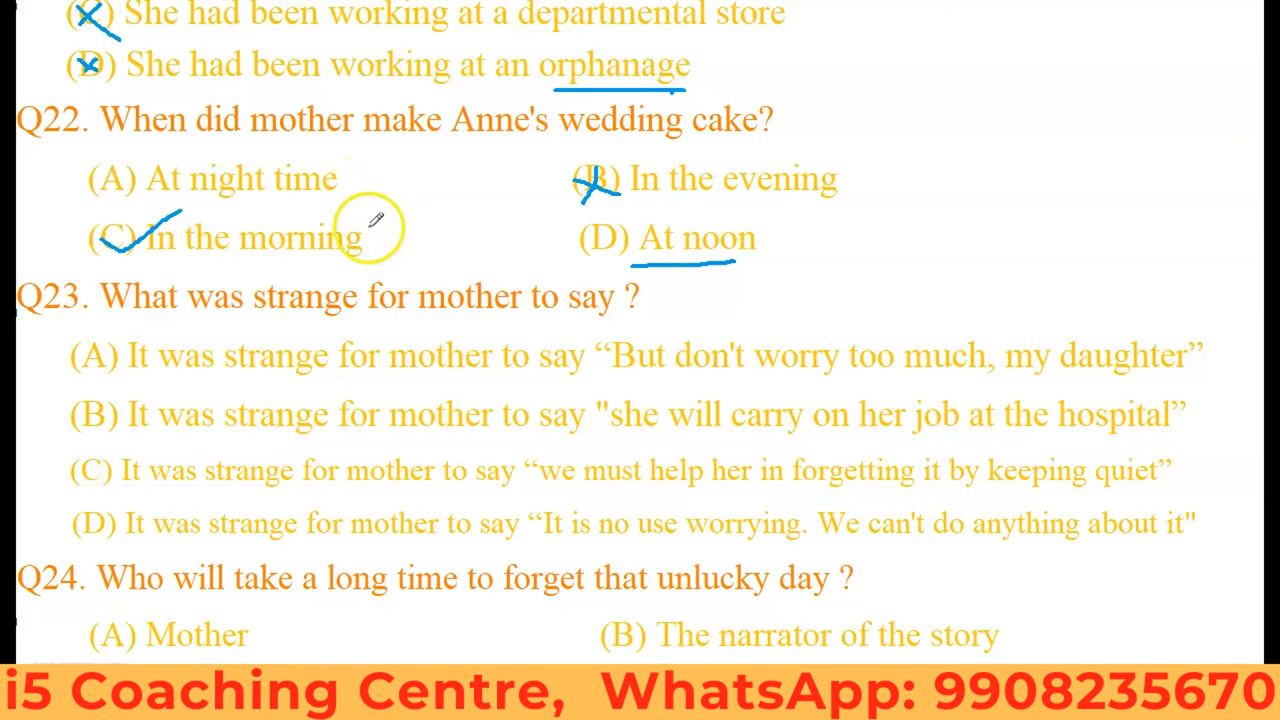 (C) She had been working at a departmental store
(D) She had been working at an orphanage
Q22. When did mother make Anne's wedding cake?
(A) At night time (B) In the evening
(C) In the morning (D) At noon
Q23. What was strange for mother to say ?
(A) It was strange for mother to say “But don't worry too much, my daughter”
(B) It was strange for mother to say "she will carry on her job at the hospital”
(C) It was strange for mother to say “we must help her in forgetting it by keeping quiet”
(D) It was strange for mother to say “It is no use worrying. We can't do anything about it"
Q24. Who will take a long time to forget that unlucky day ?
(A) Mother (B) The narrator of the story
i5 Coaching Centre, WhatsApp: 9908235670